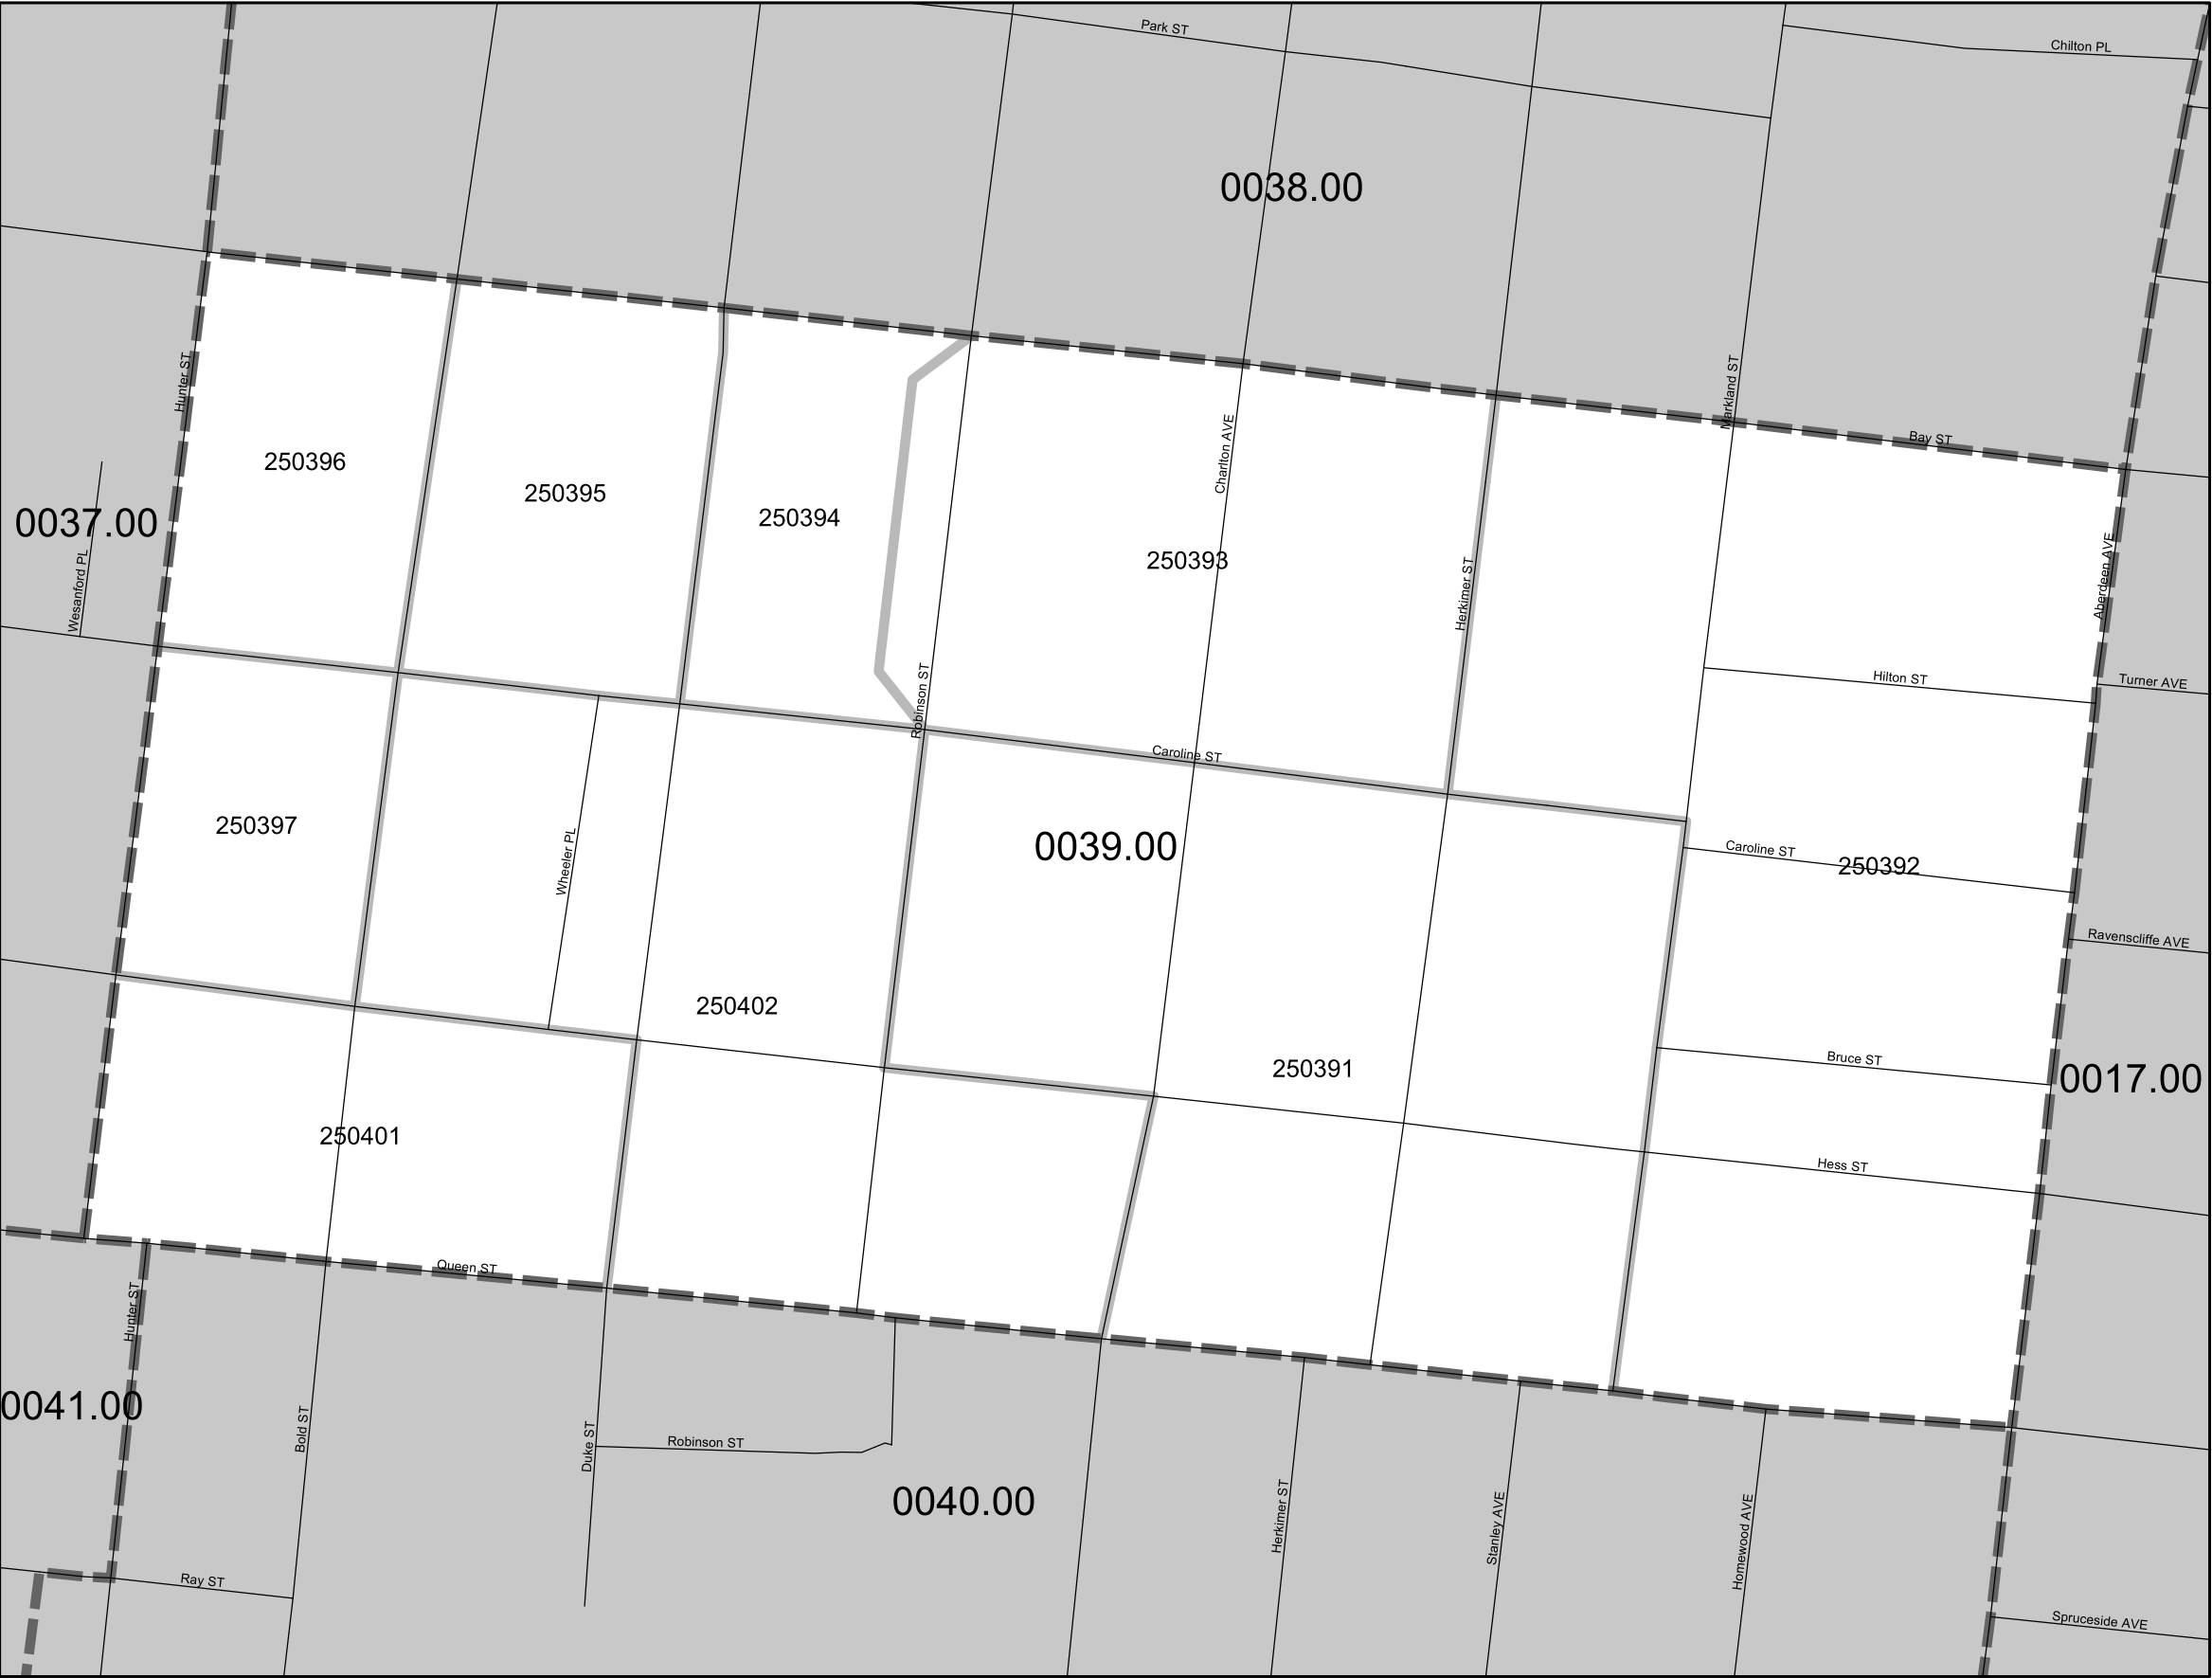 Park ST
Chilton PL
0038.00
Hunter ST
Markland ST
Bay ST
Charlton AVE
250396
250395
250394
0037.00
Wesanford PL
250393
Herkimer ST
Aberdeen AVE
Robinson ST
Hilton ST
Turner AVE
Caroline ST
250397
Wheeler PL
0039.00
Caroline ST
250392
Ravenscliffe AVE
250402
250391
Bruce ST
0017.00
250401
Hess ST
Queen ST
Hunter ST
0041.00
Bold ST
Duke ST
Robinson ST
0040.00
Herkimer ST
Stanley AVE
Homewood AVE
Ray ST
Spruceside AVE